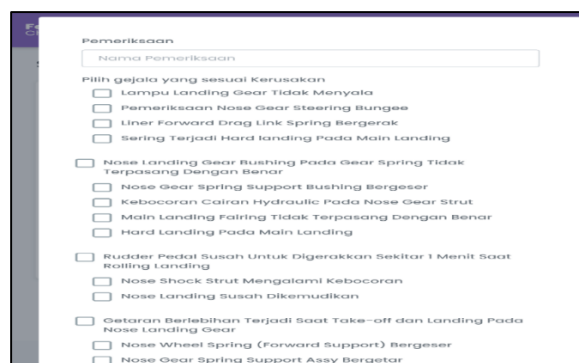 Pemeriksaan
Nama Pemeriksaan
Pilih gejala yang sesuai Kerusakan
Lampu Landing Gear Tidak Menyala
Pemeriksaan Nose Gear Steering Bungee
Liner Forward Drag Link Spring Bergerak
Sering Terjadi Hard landing Pada Main Landing
Nose Landing Gear Bushing Pada Gear Spring Tidak
Terpasang Dengan Benar
Nose Gear Spring Support Bushing Bergeser
Kebocoran Cairan Hydraulic Pada Nose Gear Strut
Main Landing Fairing Tidak Terpasang Dengan Benar
Hard Landing Pada Main Landing
Rudder Pedal Susah Untuk Digerakkan Sekitar 1 Menit Saat
Rolling Landing
Nose Shock Strut Mengalami Kebocoran
Nose Landing Susah Dikemudikan
Getaran Berlebihan Terjadi Saat Take-off dan Landing Pada
Nose Landing Gear
Nose Wheel Spring (Forward Support) Bergeser
Nose Gear Spring Support Assy Bergetar